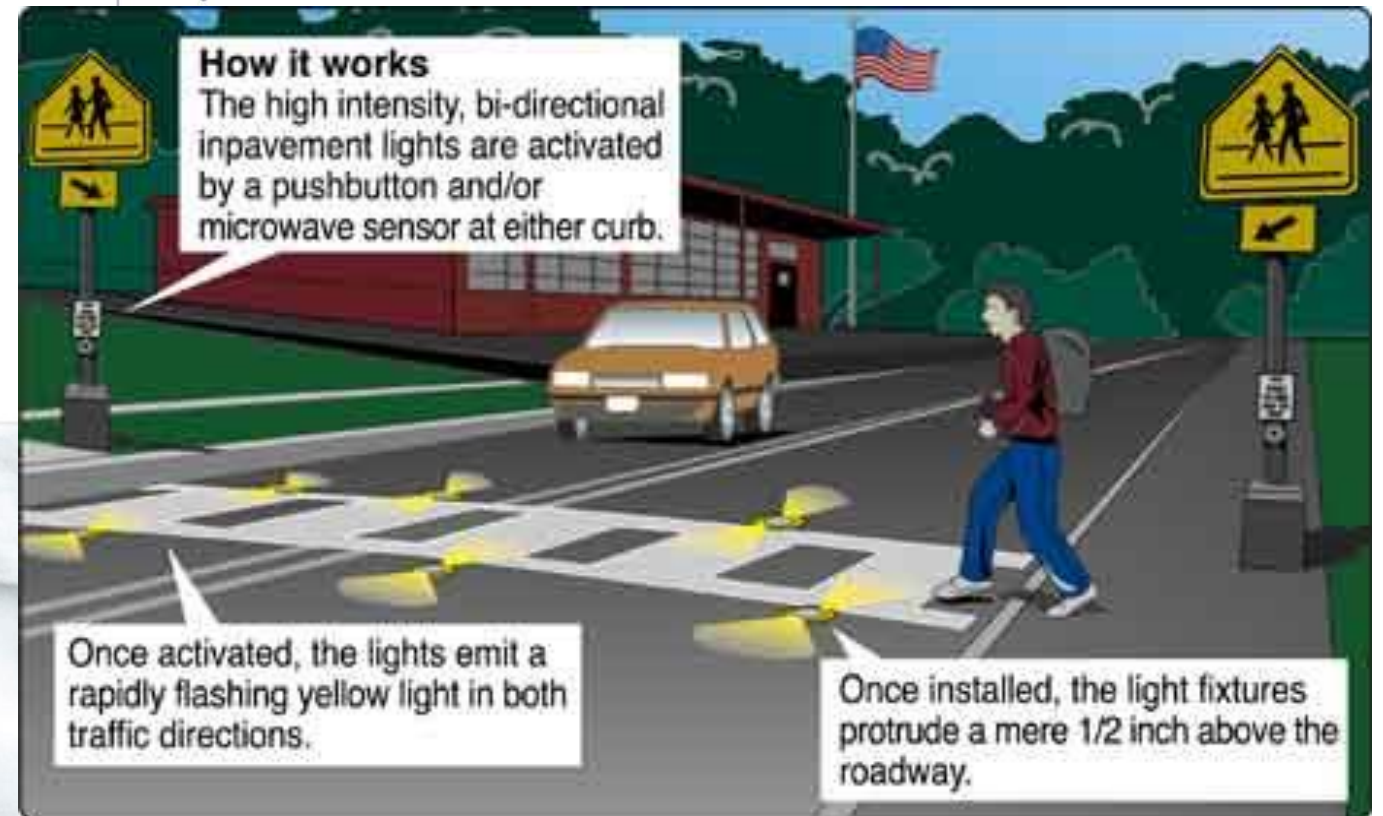 How it works
The high intensity, bi-directional
inpavement lights are activated
by a pushbutton and/or
microwave sensor at either curb.
Once activated, the lights emit a
rapidly flashing yellow light in both
traffic directions.
Once installed, the light fixtures
protrude a mere 1/2 inch above the
roadway.